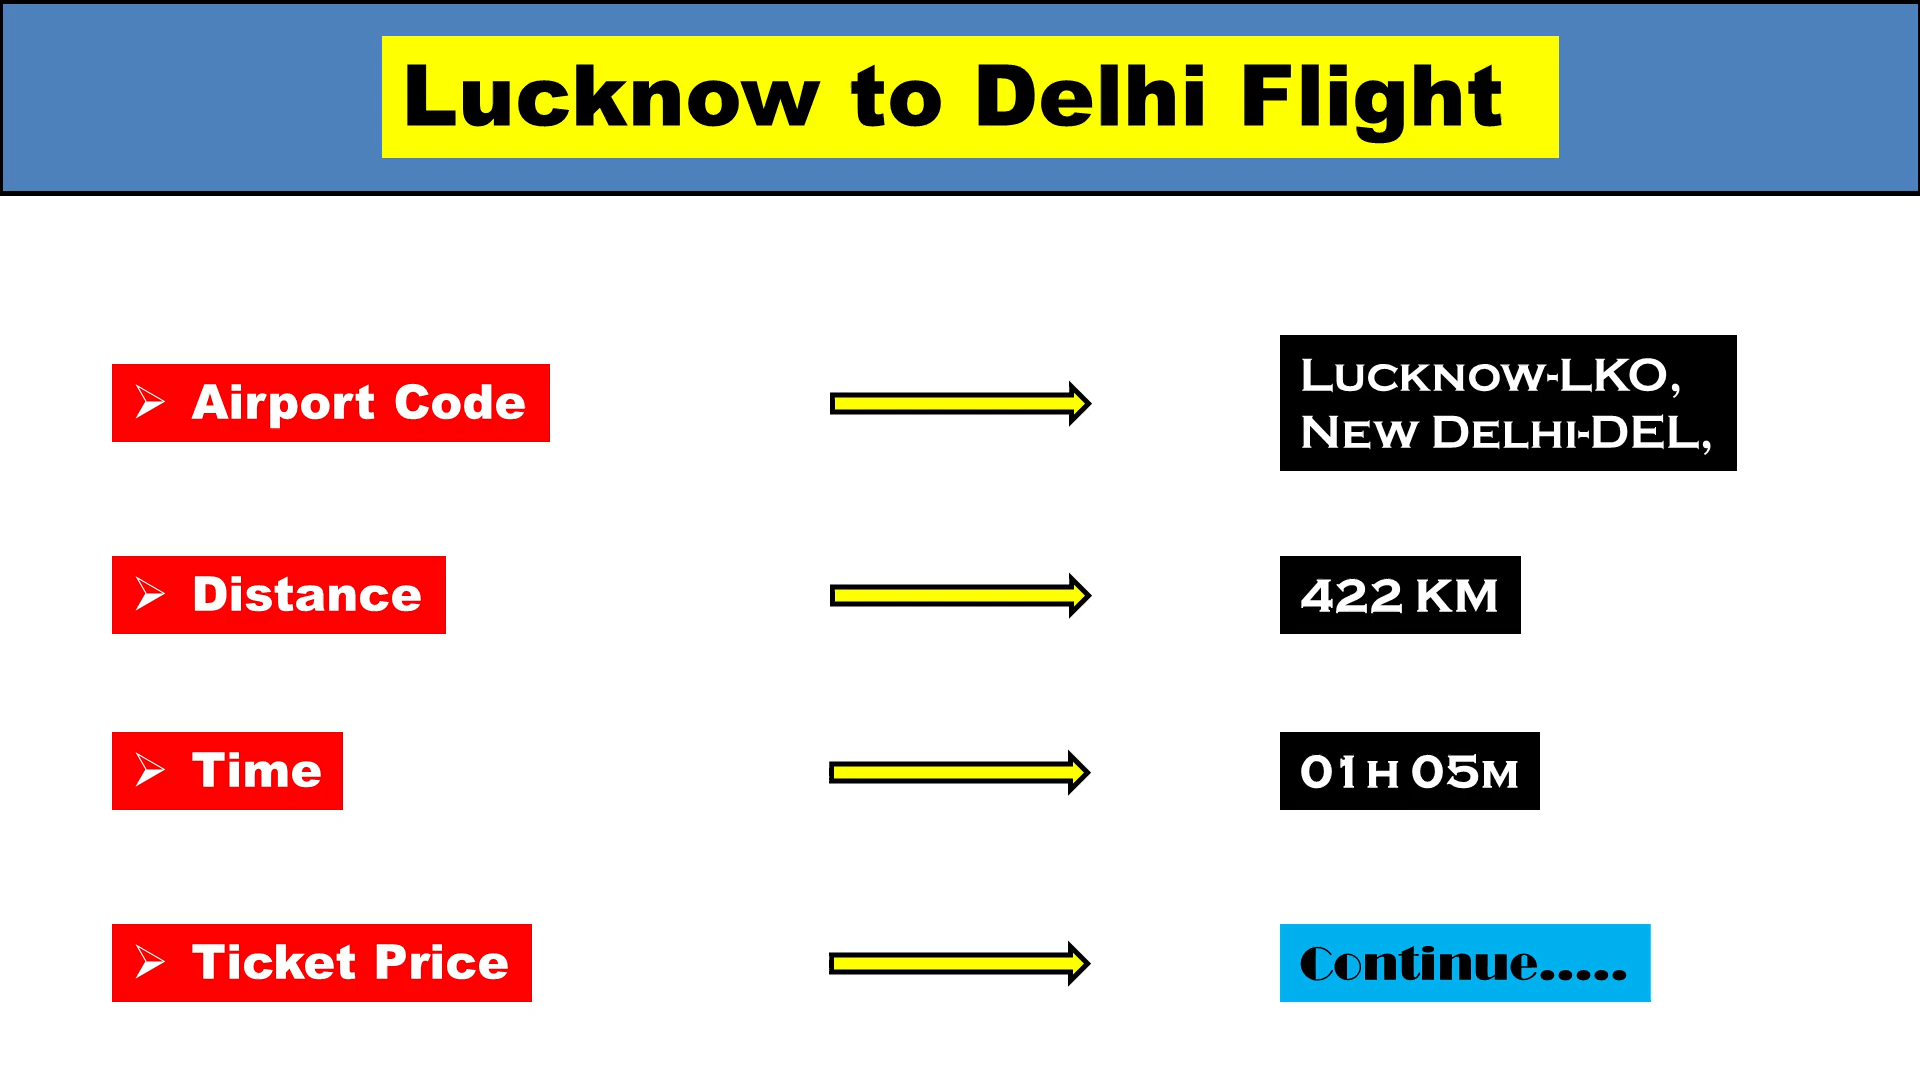 Lucknow to Delhi Flight
➢ Airport Code
Lucknow-LKO,
New Delhi-DEL,
➢ Distance
422 KM
➢ Time
01h 05m
➢ Ticket Price
Continue.....